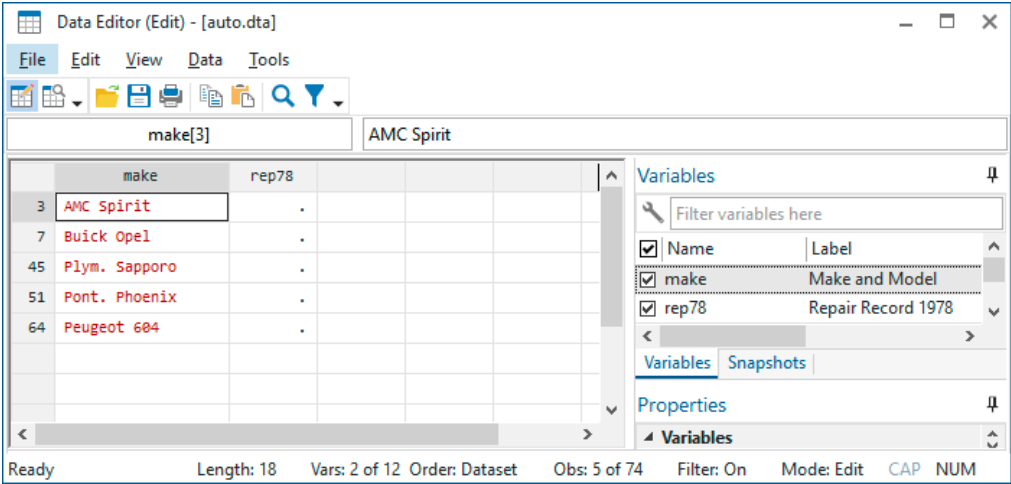 Data Editor (Edit) - [auto.dta]
File Edit View Data Tools
make[3] AMC Spirit
make rep78
3 AMC Spirit .
7 Buick Opel .
45 Plym. Sapporo .
51 Pont. Phoenix .
64 Peugeot 604 .
Variables
Filter variables here
Name Label
make Make and Model
rep78 Repair Record 1978
Variables Snapshots
Properties
Variables
Ready Length: 18 Vars: 2 of 12 Order: Dataset Obs: 5 of 74 Filter: On Mode: Edit CAP NUM